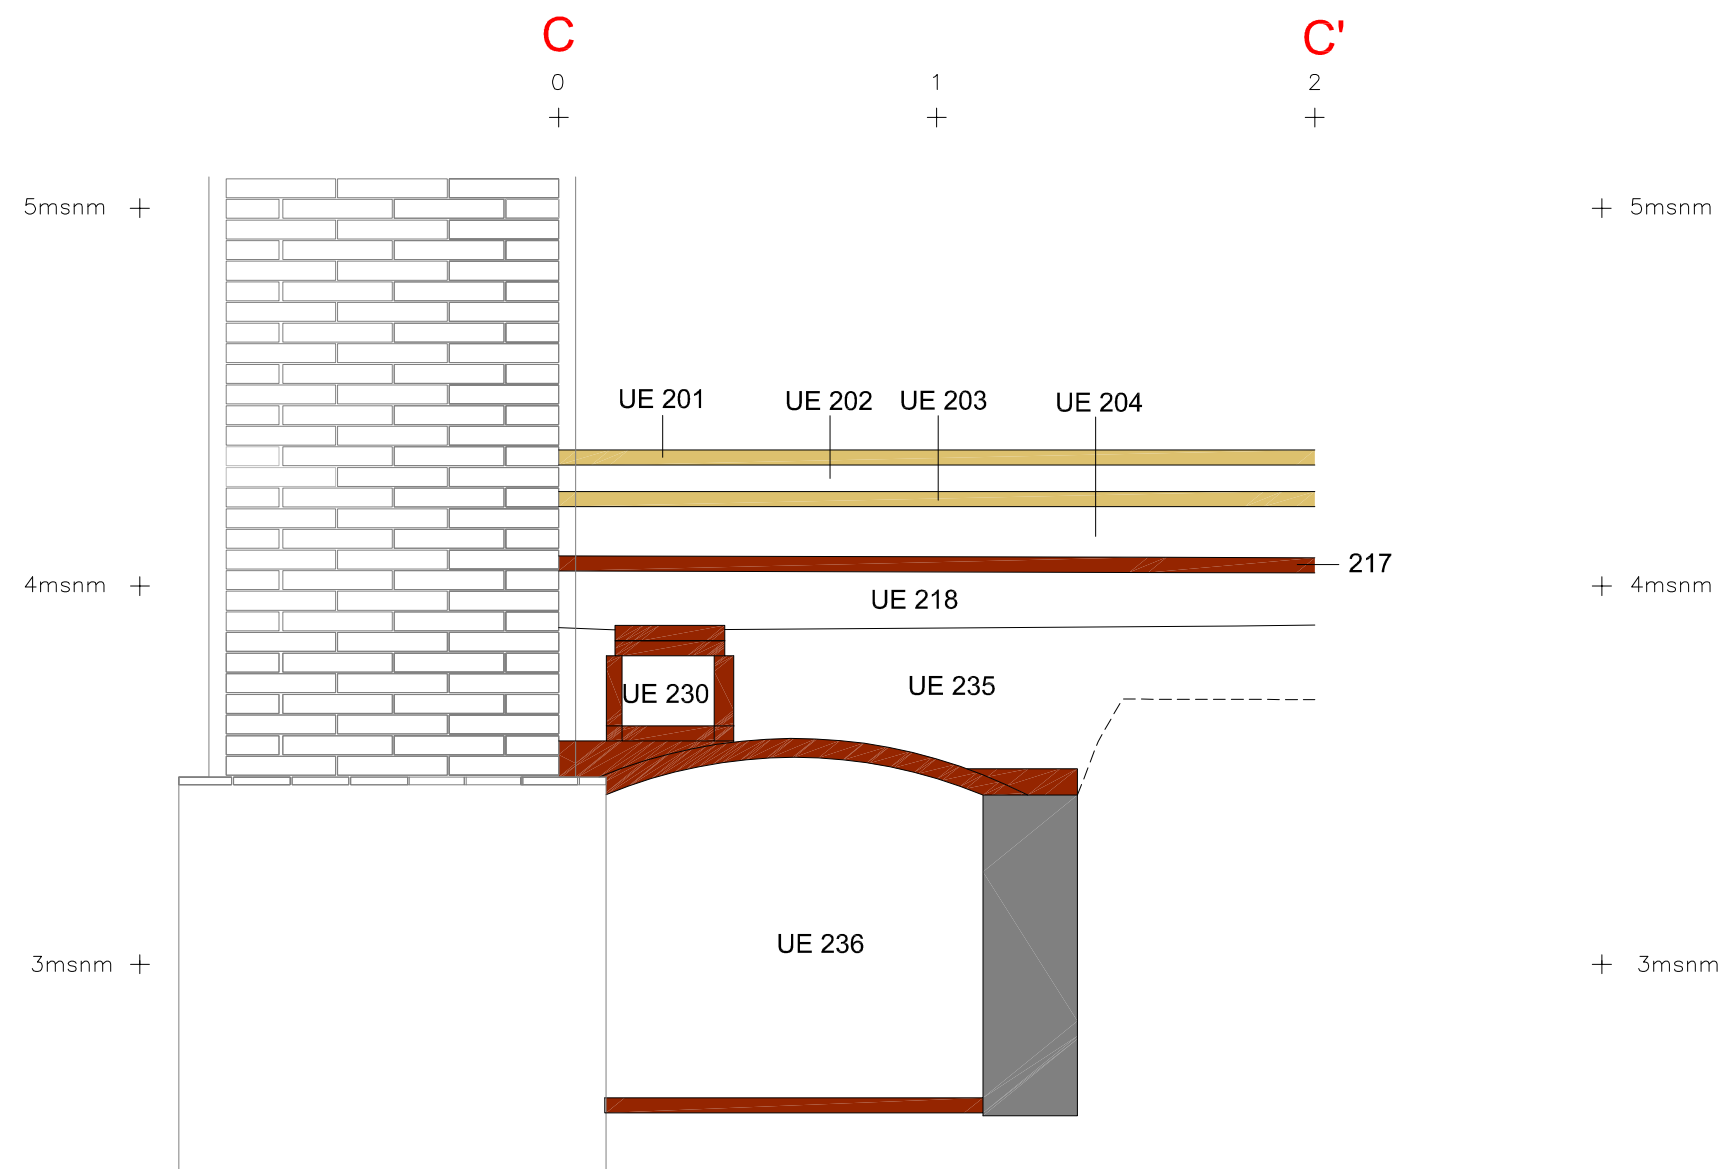 C C'
0 1 2
5msnm 5msnm
UE 201 UE 202 UE 203 UE 204
217
4msnm 4msnm
UE 218
UE 235
UE 230
UE 236
3msnm 3msnm